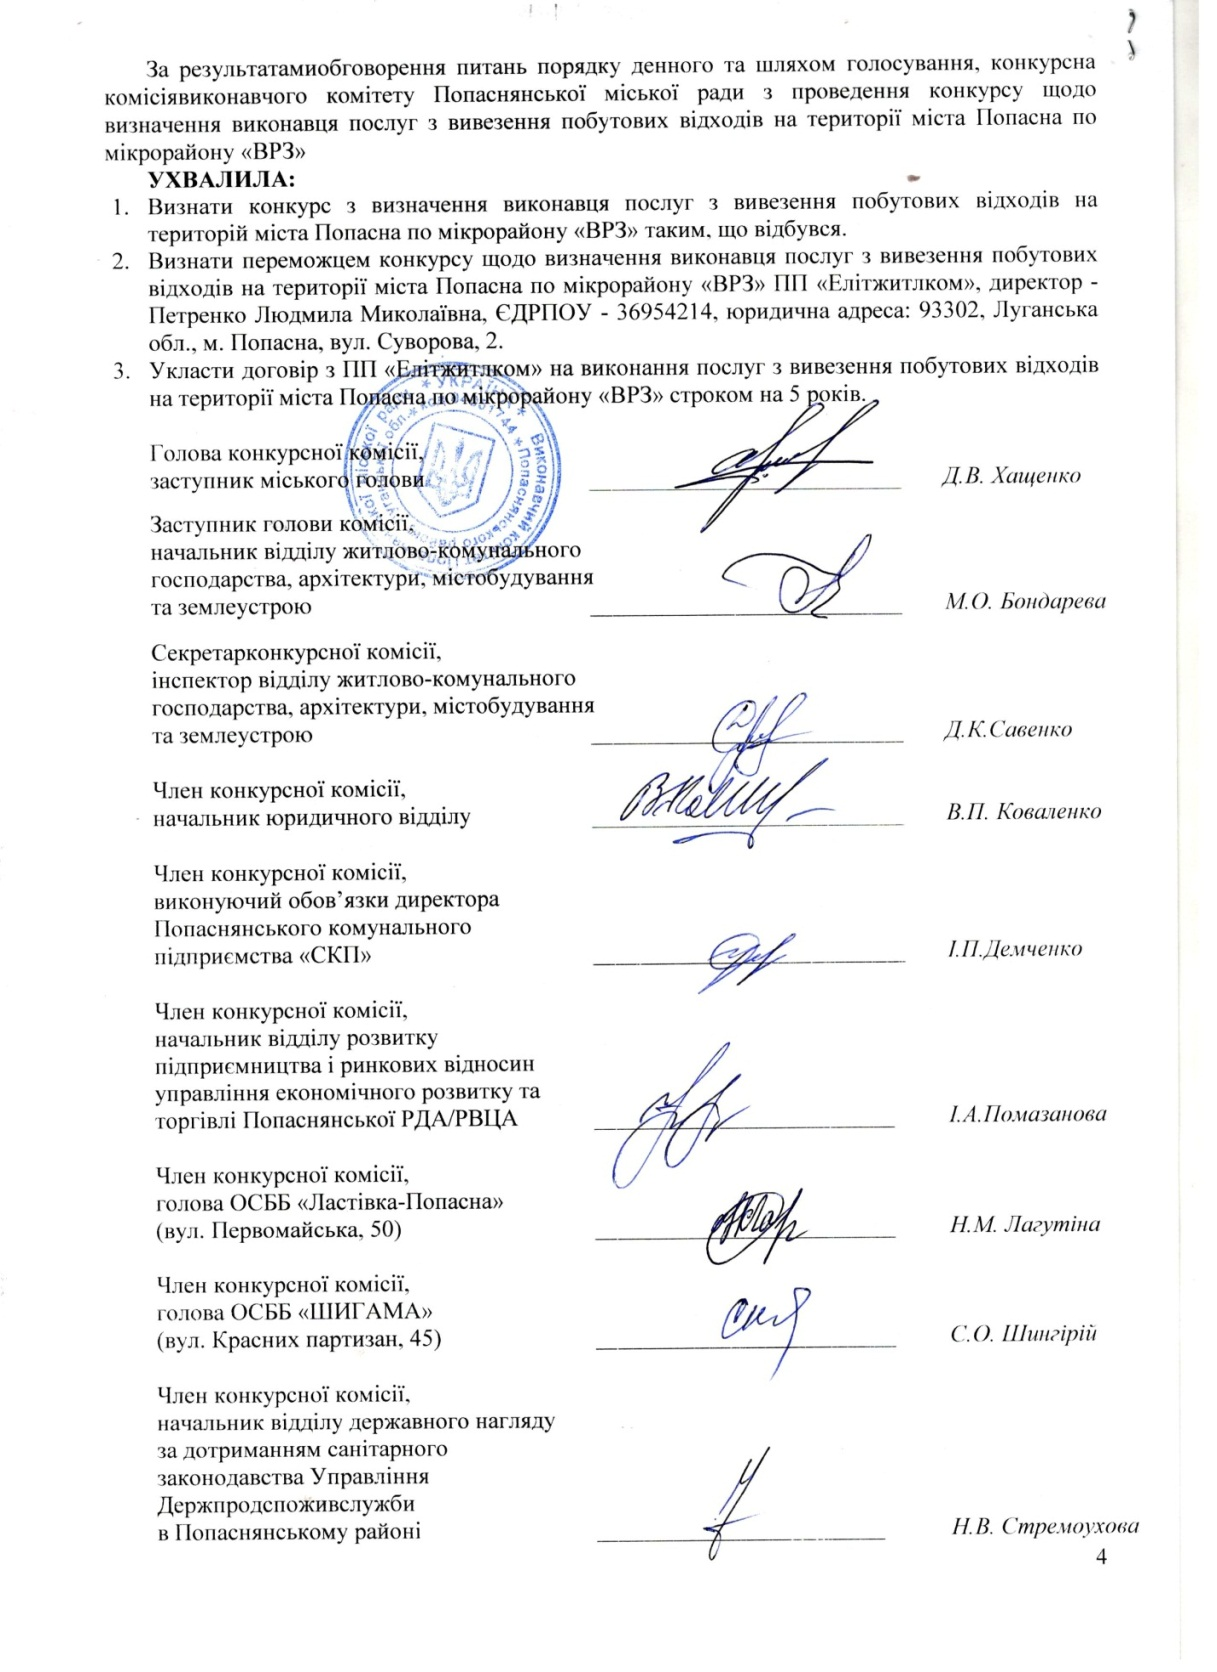 За результатамиобговорення питань порядку денного та шляхом голосування, конкурсна
комісіявиконавчого комітету Попаснянської міської ради з проведення конкурсу щодо
визначення виконавця послуг з вивезення побутових відходів на території міста Попасна по
мікрорайону «ВРЗ»
УХВАЛИЛА:
1. Визнати конкурс з визначення виконавця послуг з вивезення побутових відходів на
територій міста Попасна по мікрорайону «ВРЗ» таким, що відбувся.
2. Визнати переможцем конкурсу щодо визначення виконавця послуг з вивезення побутових
відходів на території міста Попасна по мікрорайону «ВРЗ» ПП «Елітжитлком», директор -
Петренко Людмила Миколаївна, ЄДРПОУ - 36954214, юридична адреса: 93302, Луганська
обл., м. Попасна, вул. Суворова, 2.
3. Укласти договір з ПП «Елітжитлком» на виконання послуг з вивезення побутових відходів
на території міста Попасна по мікрорайону «ВРЗ» строком на 5 років.
Голова конкурсної комісії,
заступник міського голови Д.В. Хащенко
Заступник голови комісії,
начальник відділу житлово-комунального
господарства, архітектури, містобудування
та землеустрою М.О. Бондарева
Секретарконкурсної комісії,
інспектор відділу житлово-комунального
господарства, архітектури, містобудування
та землеустрою Д.К.Савенко
Член конкурсної комісії,
начальник юридичного відділу В.П. Коваленко
Член конкурсної комісії,
виконуючий обов’язки директора
Попаснянського комунального
підприємства «СКП» І.П.Демченко
Член конкурсної комісії,
начальник відділу розвитку
підприємництва і ринкових відносин
управління економічного розвитку та
торгівлі Попаснянської РДА/РВЦА І.А.Помазанова
Член конкурсної комісії,
голова ОСББ «Ластівка-Попасна»
(вул. Первомайська, 50) Н.М. Лагутіна
Член конкурсної комісії,
голова ОСББ «ШИГАМА»
(вул. Красних партизан, 45) С.О. Шингірій
Член конкурсної комісії,
начальник відділу державного нагляду
за дотриманням санітарного
законодавства Управління
Держпродспоживслужби
в Попаснянському районі Н.В. Стремоухова
4